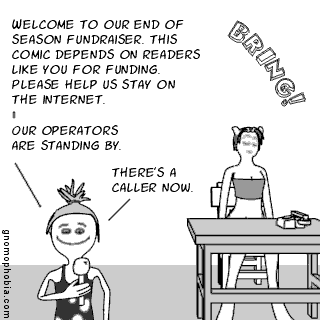 WELCOME TO OUR END OF
SEASON FUNDRAISER. THIS
COMIC DEPENDS ON READERS
LIKE YOU FOR FUNDING.
PLEASE HELP US STAY ON
THE INTERNET.
OUR OPERATORS
ARE STANDING BY.
BRING!
THERE'S A
CALLER NOW.
gnomophobia.com